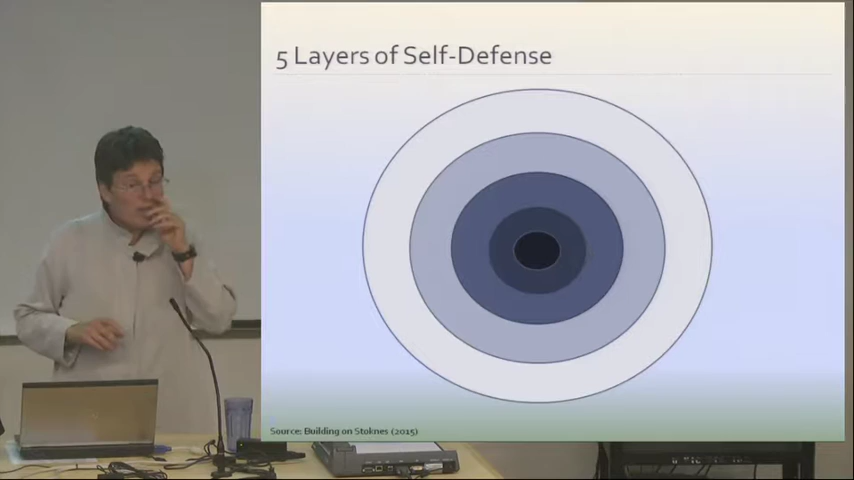 5 Layers of Self-Defense
Source: Building on Stoknes (2015)